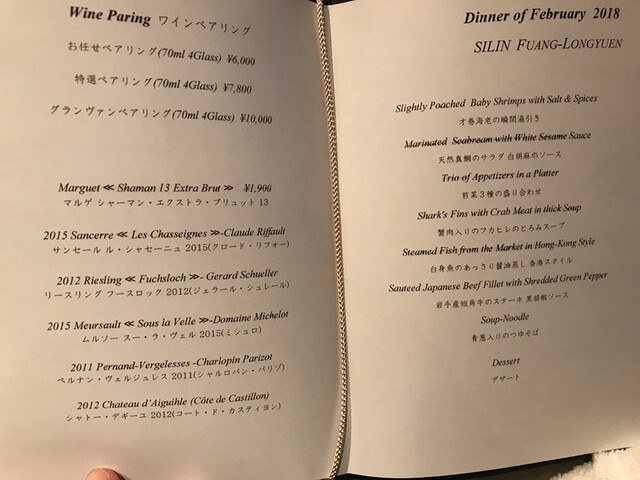 Wine Paring ワインペアリング
お任せペアリング(70ml 4Glass) ¥6,000
特選ペアリング(70ml 4Glass) ¥7,800
グランヴァンペアリング(70ml 4Glass) ¥10,000
Marguet ≪ Shaman 13 Extra Brut ≫ ¥1,900
マルゲ シャーマン・エクストラ・ブリュット 13
2015 Sancerre ≪ Les Chasseignes ≫-Claude Riffault
サンセール ル・シャセーニュ 2015(クロード・リフォー)
2012 Riesling ≪ Fuchsloch ≫- Gerard Schueller
リースリング フースロック 2012(ジェラール・シュレール)
2015 Meursault ≪ Sous la Velle ≫-Domaine Michelot
ムルソー スー・ラ・ヴェル 2015(ミシュロ)
2011 Pernand-Vergelesses -Charlopin Parizot
ペルナン・ヴェルジュレス 2011(シャルロパン・パリゾ)
2012 Chateau d'Aiguihle (Côte de Castillon)
シャトー・デギーユ 2012(コート・ド・カスティヨン)
Dinner of February 2018
SILIN FUANG-LONGYUEN
Slightly Poached Baby Shrimps with Salt & Spices
才巻海老の瞬間湯引き
Marinated Seabream with White Sesame Sauce
天然真鯛のサラダ 白胡麻のソース
Trio of Appetizers in a Platter
前菜3種の盛り合わせ
Shark's Fins with Crab Meat in thick Soup
蟹肉入りのフカヒレのとろみスープ
Steamed Fish from the Market in Hong-Kong Style
白身魚のあっさり醤油蒸し 香港スタイル
Sauteed Japanese Beef Fillet with Shredded Green Pepper
岩手産短角牛のステーキ 黒胡椒ソース
Soup-Noodle
青葱入りのつゆそば
Dessert
デザート